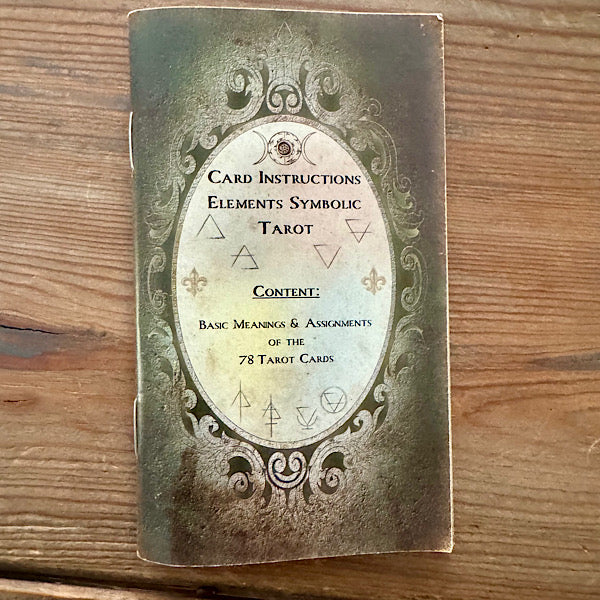 Card Instructions
Elements Symbolic
Tarot
Content:
Basic Meanings & Assignments
of the
78 Tarot Cards